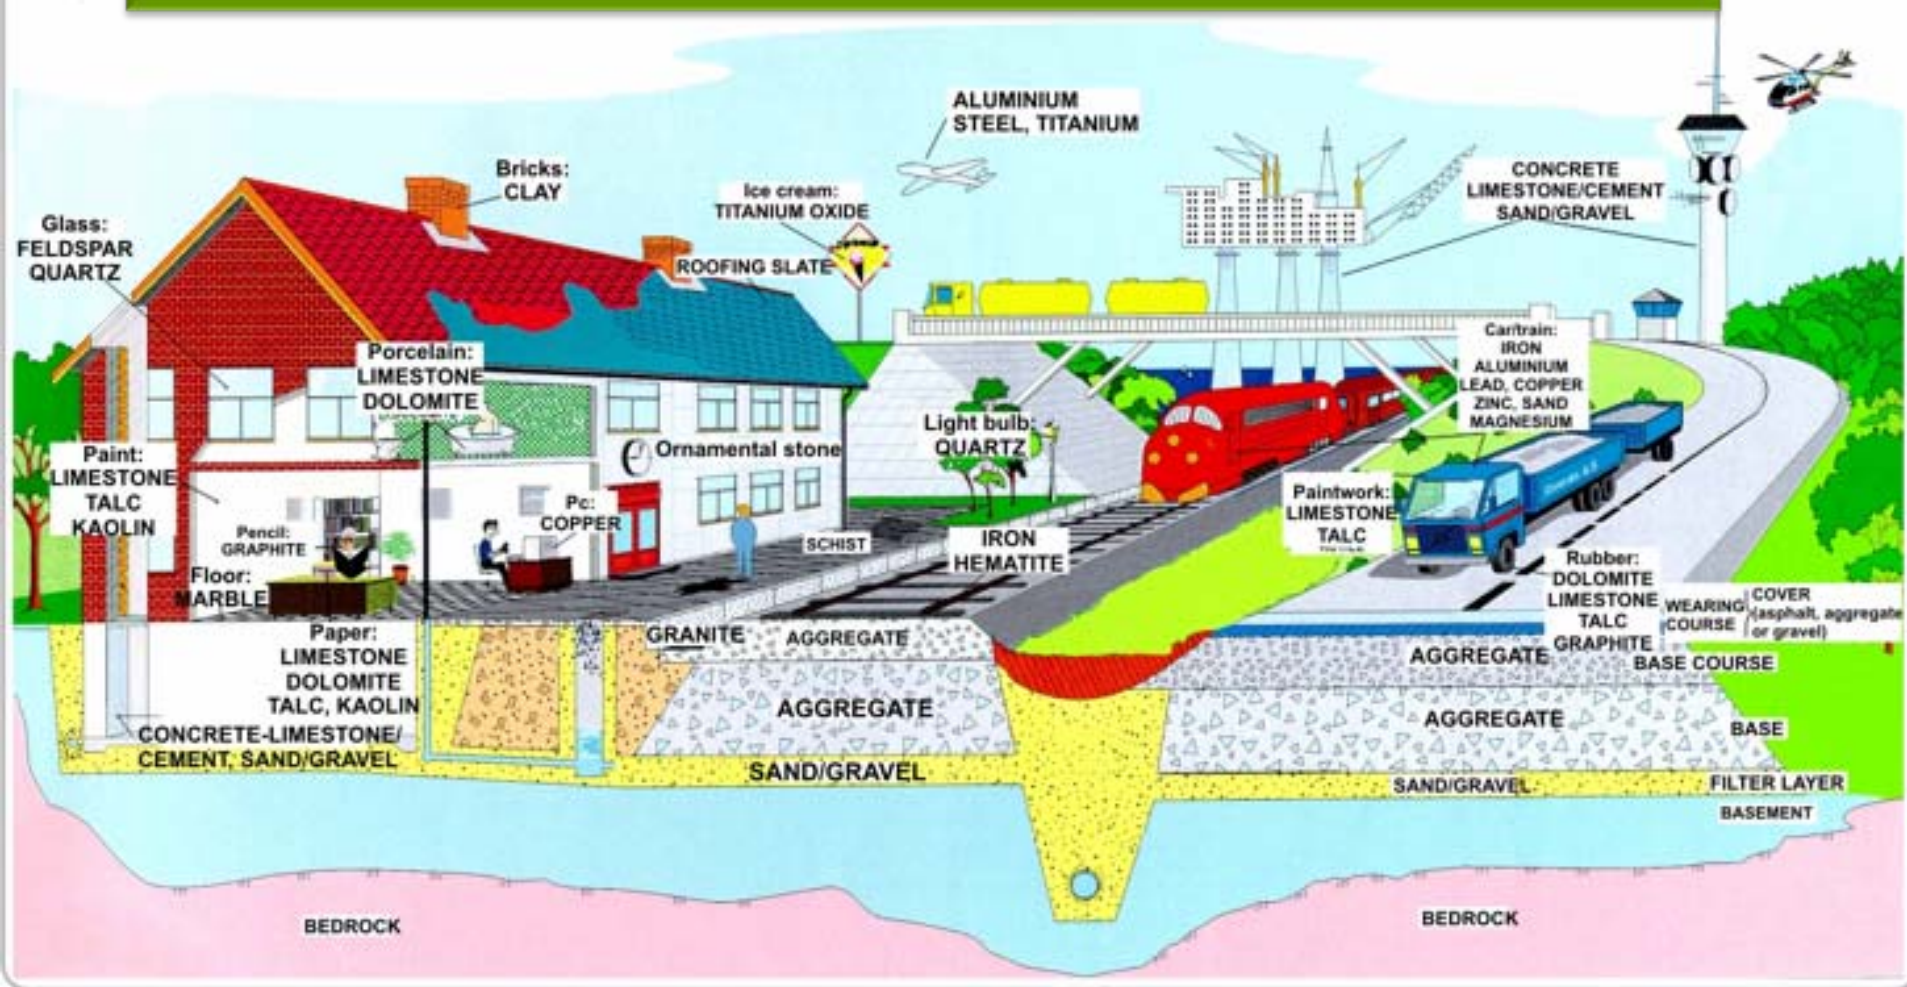 ALUMINIUM
STEEL, TITANIUM
Bricks:
CLAY
Ice cream:
TITANIUM OXIDE
CONCRETE
LIMESTONE/CEMENT
SAND/GRAVEL
Glass:
FELDSPAR
QUARTZ
ROOFING SLATE
Porcelain:
LIMESTONE
DOLOMITE
Car/train:
IRON
ALUMINIUM
LEAD, COPPER
ZINC, SAND
MAGNESIUM
Light bulb:
QUARTZ
Ornamental stone
Paint:
LIMESTONE
TALC
KAOLIN
Pencil:
GRAPHITE
Pc:
COPPER
SCHIST
IRON
HEMATITE
Paintwork:
LIMESTONE
TALC
Floor:
MARBLE
Rubber:
DOLOMITE
LIMESTONE
TALC
GRAPHITE
WEARING
COURSE
COVER
(asphalt, aggregate
or gravel)
Paper:
LIMESTONE
DOLOMITE
TALC, KAOLIN
GRANITE
AGGREGATE
AGGREGATE
BASE COURSE
AGGREGATE
AGGREGATE
BASE
CONCRETE-LIMESTONE/
CEMENT, SAND/GRAVEL
SAND/GRAVEL
SAND/GRAVEL
FILTER LAYER
BASEMENT
BEDROCK
BEDROCK